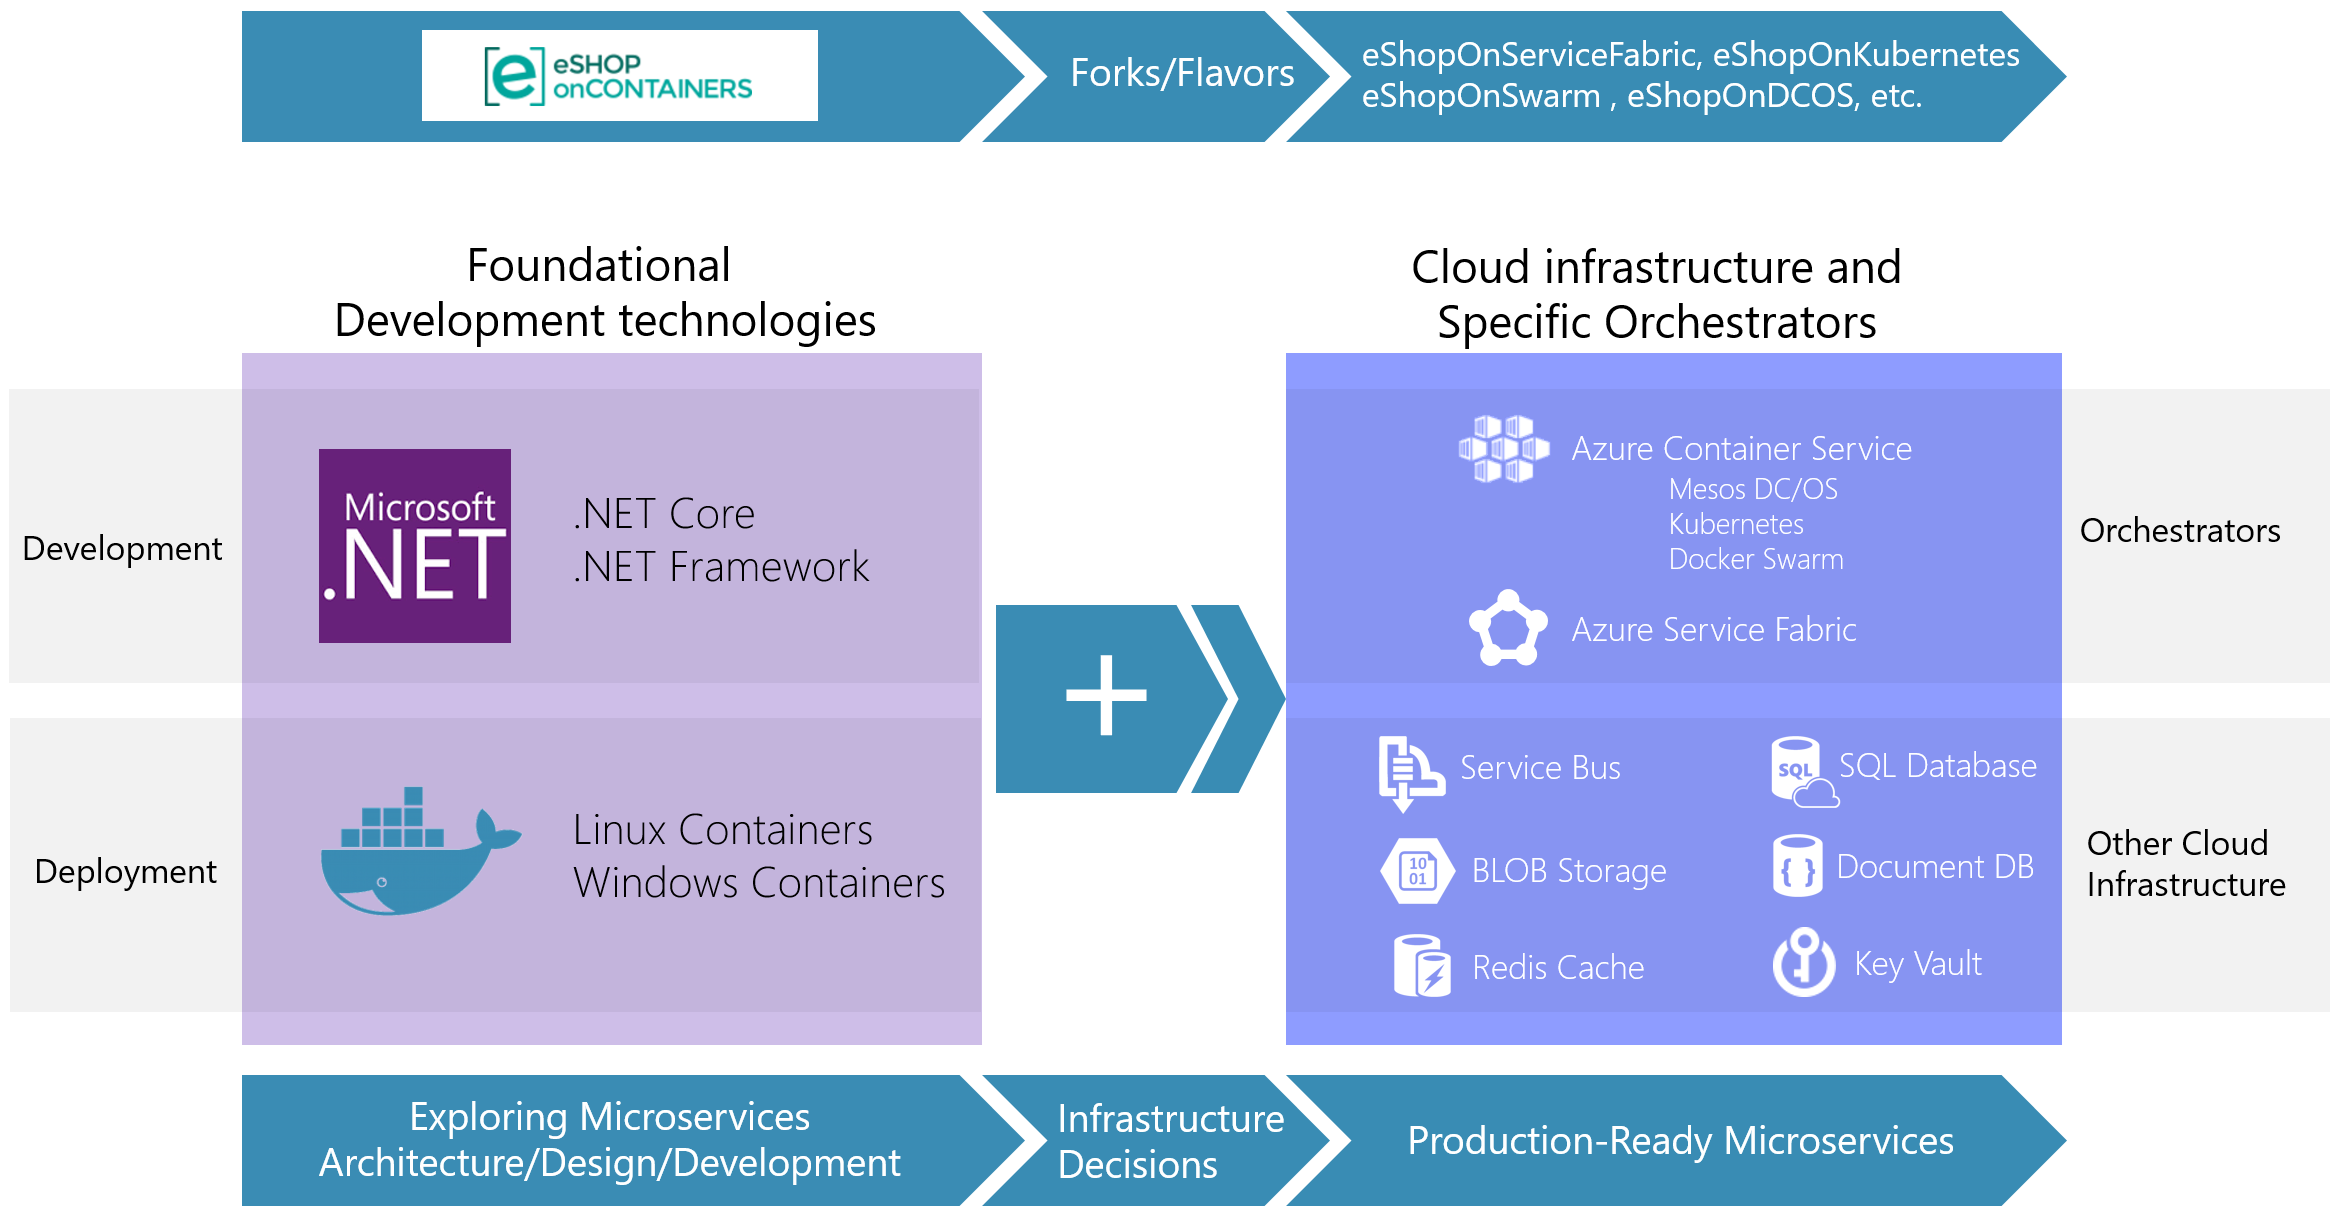 eSHOP
onCONTAINERS
Forks/Flavors
eShopOnServiceFabric, eShopOnKubernetes
eShopOnSwarm , eShopOnDCOS, etc.
Foundational
Development technologies
Cloud infrastructure and
Specific Orchestrators
Development
Microsoft
.NET
.NET Core
.NET Framework
Azure Container Service
Mesos DC/OS
Kubernetes
Docker Swarm
Azure Service Fabric
Orchestrators
Deployment
Linux Containers
Windows Containers
+
Service Bus
SQL
SQL Database
10
01
BLOB Storage
{ }
Document DB
Redis Cache
Key Vault
Other Cloud
Infrastructure
Exploring Microservices
Architecture/Design/Development
Infrastructure
Decisions
Production-Ready Microservices